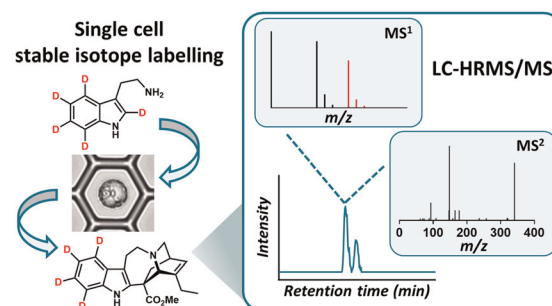 Single cell
stable isotope labelling
D
D
D
D
D
N
H
NH₂
D
D
D
D
N
N
H
CO₂Me
MS¹
m/z
LC-HRMS/MS
MS²
0 100 200 300 400
m/z
Intensity
Retention time (min)